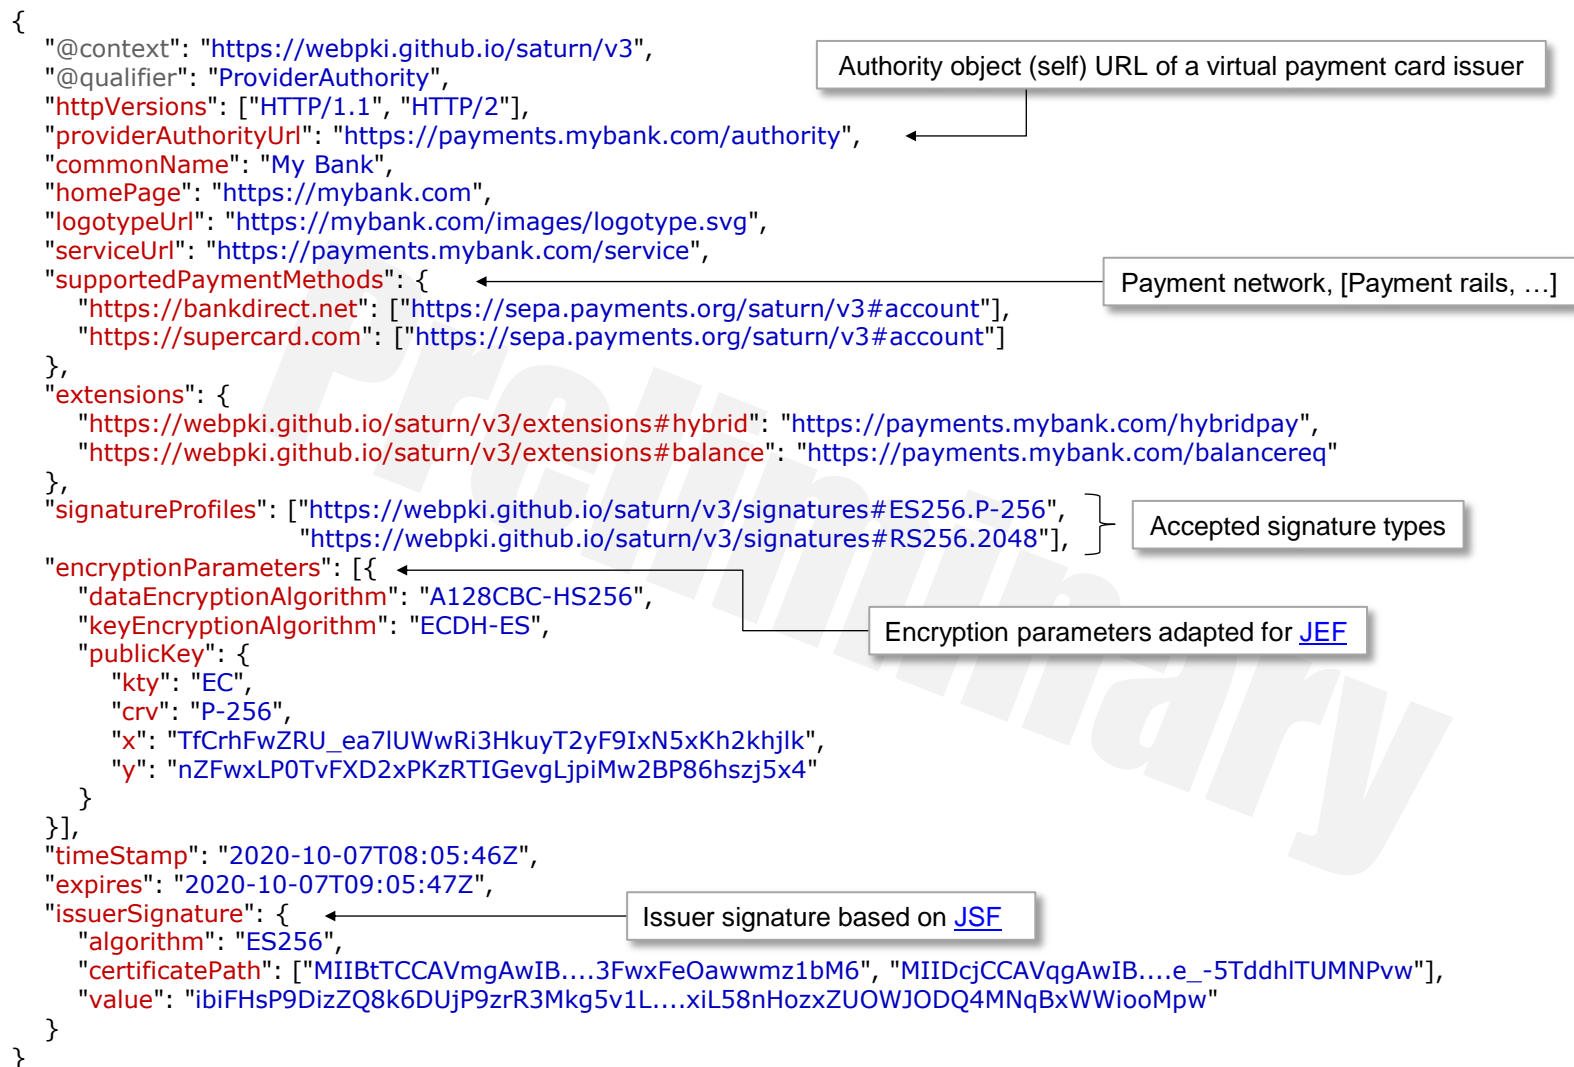 {
"@context": "https://webpki.github.io/saturn/v3",
"@qualifier": "ProviderAuthority",
Authority object (self) URL of a virtual payment card issuer
"httpVersions": ["HTTP/1.1", "HTTP/2"],
"providerAuthorityUrl": "https://payments.mybank.com/authority",
"commonName": "My Bank",
"homePage": "https://mybank.com",
"logotypeUrl": "https://mybank.com/images/logotype.svg",
"serviceUrl": "https://payments.mybank.com/service",
"supportedPaymentMethods": {
Payment network, [Payment rails, …]
"https://bankdirect.net": ["https://sepa.payments.org/saturn/v3#account"],
"https://supercard.com": ["https://sepa.payments.org/saturn/v3#account"]
},
"extensions": {
"https://webpki.github.io/saturn/v3/extensions#hybrid": "https://payments.mybank.com/hybridpay",
"https://webpki.github.io/saturn/v3/extensions#balance": "https://payments.mybank.com/balancereq"
},
"signatureProfiles": ["https://webpki.github.io/saturn/v3/signatures#ES256.P-256",
"https://webpki.github.io/saturn/v3/signatures#RS256.2048"],
Accepted signature types
"encryptionParameters": [{
"dataEncryptionAlgorithm": "A128CBC-HS256",
"keyEncryptionAlgorithm": "ECDH-ES",
Encryption parameters adapted for JEF
"publicKey": {
"kty": "EC",
"crv": "P-256",
"x": "TfCrhFwZRU_ea7lUWwRi3HkuyT2yF9IxN5xKh2khjlk",
"y": "nZFwxLP0TvFXD2xPKzRTIGevgLjpiMw2BP86hszj5x4"
}
}],
"timeStamp": "2020-10-07T08:05:46Z",
"expires": "2020-10-07T09:05:47Z",
"issuerSignature": {
Issuer signature based on JSF
"algorithm": "ES256",
"certificatePath": ["MIIBtTCCAVmgAwIB....3FwxFeOawwmz1bM6", "MIIDcjCCAVqgAwIB....e_-5TddhlTUMNPvw"],
"value": "ibiFHsP9DizZQ8k6DUjP9zrR3Mkg5v1L....xiL58nHozxZUOWJODQ4MNqBxWWiooMpw"
}
}
Preliminary